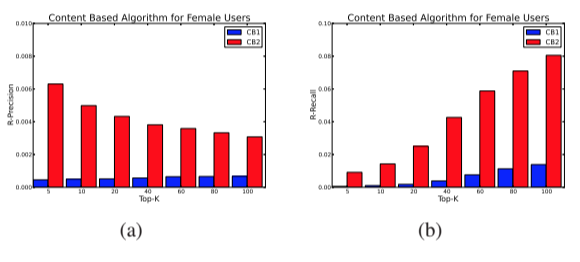 Content Based Algorithm for Female Users
0.010
0.008
0.006
0.004
0.002
0.000
R-Precision
CB1
CB2
5 10 20 40 60 80 100
Top-K
(a)
Content Based Algorithm for Female Users
0.10
0.08
0.06
0.04
0.02
0.00
R-Recall
CB1
CB2
5 10 20 40 60 80 100
Top-K
(b)